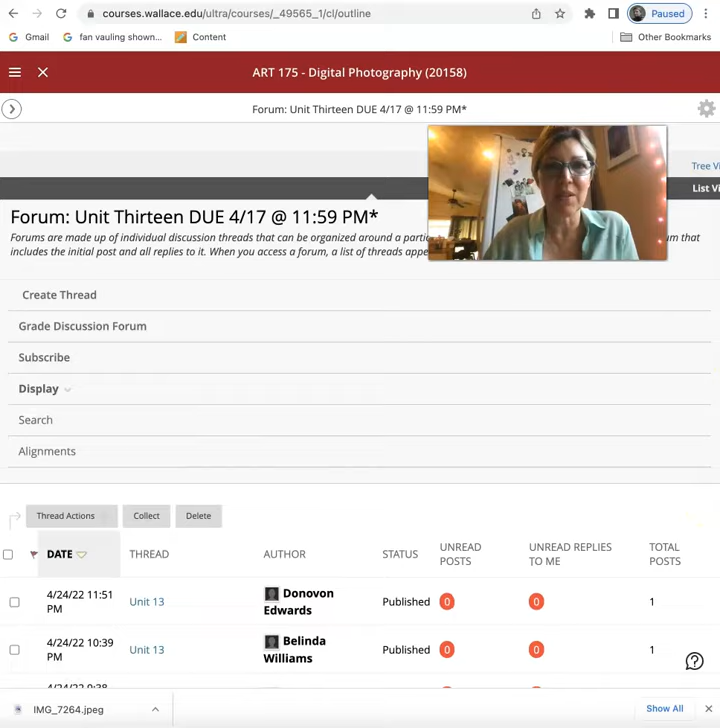 courses.wallace.edu/ultra/courses/_49565_1/cl/outline
Paused
Gmail
fan vauling shown...
Content
Other Bookmarks
ART 175 - Digital Photography (20158)
Forum: Unit Thirteen DUE 4/17 @ 11:59 PM*
Tree Vi
List Vi
Forum: Unit Thirteen DUE 4/17 @ 11:59 PM*
Forums are made up of individual discussion threads that can be organized around a partic um that
includes the initial post and all replies to it. When you access a forum, a list of threads appe
Create Thread
Grade Discussion Forum
Subscribe
Display
Search
Alignments
Thread Actions Collect Delete
DATE THREAD AUTHOR STATUS UNREAD POSTS UNREAD REPLIES TO ME TOTAL POSTS
4/24/22 11:51 PM Unit 13 Donovon Edwards Published 0 0 1
4/24/22 10:39 PM Unit 13 Belinda Williams Published 0 0 1
IMG_7264.jpeg
Show All